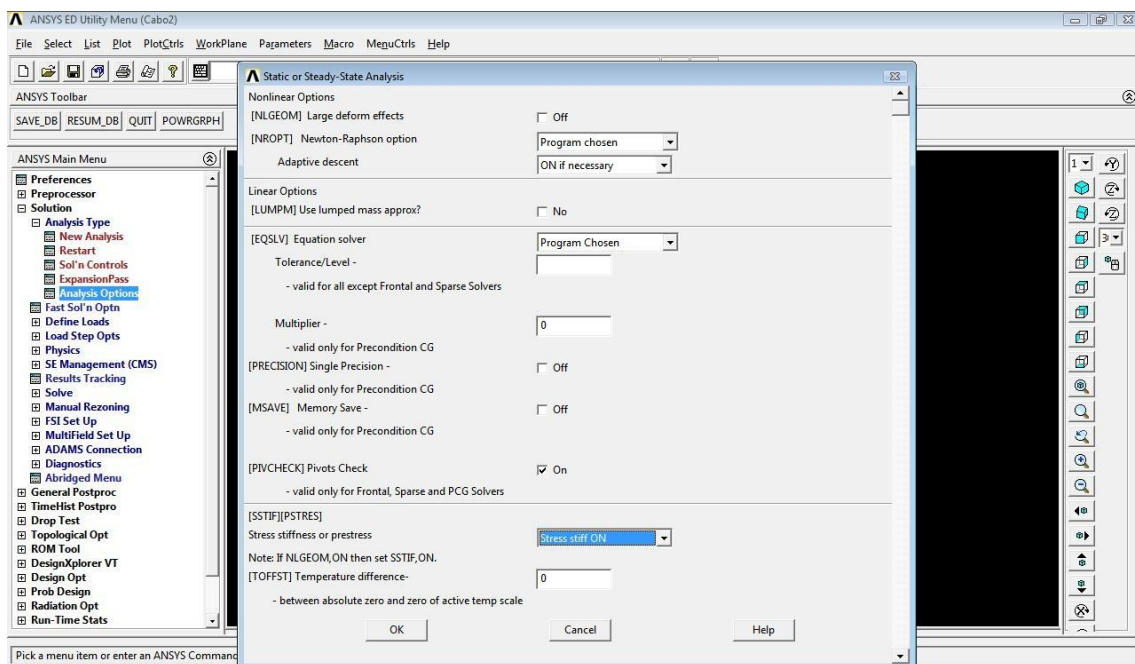 ANSYS ED Utility Menu (Cabo2)
File Select List Plot PlotCtrls WorkPlane Parameters Macro MenuCtrls Help
ANSYS Toolbar
SAVE_DB RESUM_DB QUIT POWRGRPH
ANSYS Main Menu
Preferences
Preprocessor
Solution
Analysis Type
New Analysis
Restart
Sol'n Controls
ExpansionPass
Analysis Options
Fast Sol'n Optn
Define Loads
Load Step Opts
Physics
SE Management (CMS)
Results Tracking
Solve
Manual Rezoning
FSI Set Up
MultiField Set Up
ADAMS Connection
Diagnostics
Abridged Menu
General Postproc
TimeHist Postpro
Drop Test
Topological Opt
ROM Tool
DesignXplorer VT
Design Opt
Prob Design
Radiation Opt
Run-Time Stats
Pick a menu item or enter an ANSYS Command
Static or Steady-State Analysis
Nonlinear Options
[NLGEOM] Large deform effects Off
[NROPT] Newton-Raphson option Program chosen
Adaptive descent ON if necessary
Linear Options
[LUMPM] Use lumped mass approx? No
[EQSLV] Equation solver Program Chosen
Tolerance/Level -
- valid for all except Frontal and Sparse Solvers
Multiplier - 0
- valid only for Precondition CG
[PRECISION] Single Precision - Off
- valid only for Precondition CG
[MSAVE] Memory Save - Off
- valid only for Precondition CG
[PIVCHECK] Pivots Check On
- valid only for Frontal, Sparse and PCG Solvers
[SSTIF][PSTRES]
Stress stiffness or prestress Stress stiff ON
Note: If NLGEOM,ON then set SSTIF,ON.
[TOFFST] Temperature difference- 0
- between absolute zero and zero of active temp scale
OK Cancel Help
1